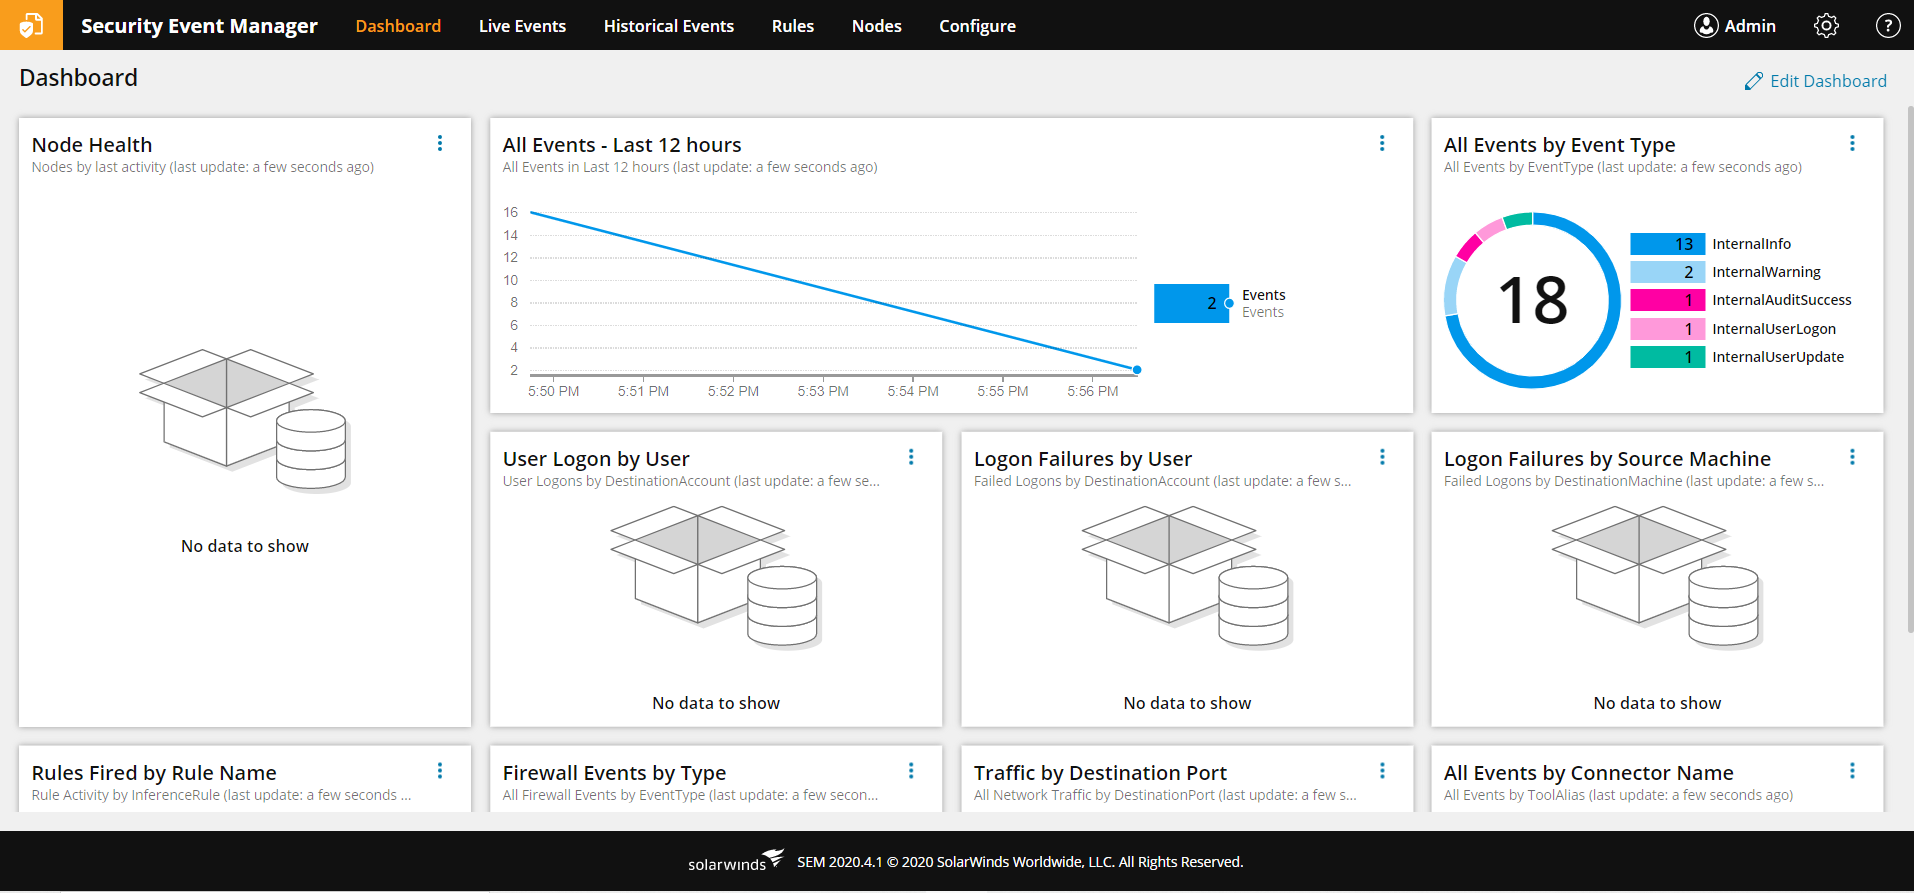 Security Event Manager Dashboard Live Events Historical Events Rules Nodes Configure Admin ?
Dashboard
Edit Dashboard
Node Health
Nodes by last activity (last update: a few seconds ago)
No data to show
All Events - Last 12 hours
All Events in Last 12 hours (last update: a few seconds ago)
16
14
12
10
8
6
4
2
5:50 PM 5:51 PM 5:52 PM 5:53 PM 5:54 PM 5:55 PM 5:56 PM
2 Events
Events
All Events by Event Type
All Events by EventType (last update: a few seconds ago)
18
13 InternalInfo
2 InternalWarning
1 InternalAuditSuccess
1 InternalUserLogon
1 InternalUserUpdate
User Logon by User
User Logons by DestinationAccount (last update: a few se...
No data to show
Logon Failures by User
Failed Logons by DestinationAccount (last update: a few s...
No data to show
Logon Failures by Source Machine
Failed Logons by DestinationMachine (last update: a few s...
No data to show
Rules Fired by Rule Name
Rule Activity by InferenceRule (last update: a few seconds ...
Firewall Events by Type
All Firewall Events by EventType (last update: a few secon...
Traffic by Destination Port
All Network Traffic by DestinationPort (last update: a few s...
All Events by Connector Name
All Events by ToolAlias (last update: a few seconds ago)
solarwinds SEM 2020.4.1 © 2020 SolarWinds Worldwide, LLC. All Rights Reserved.